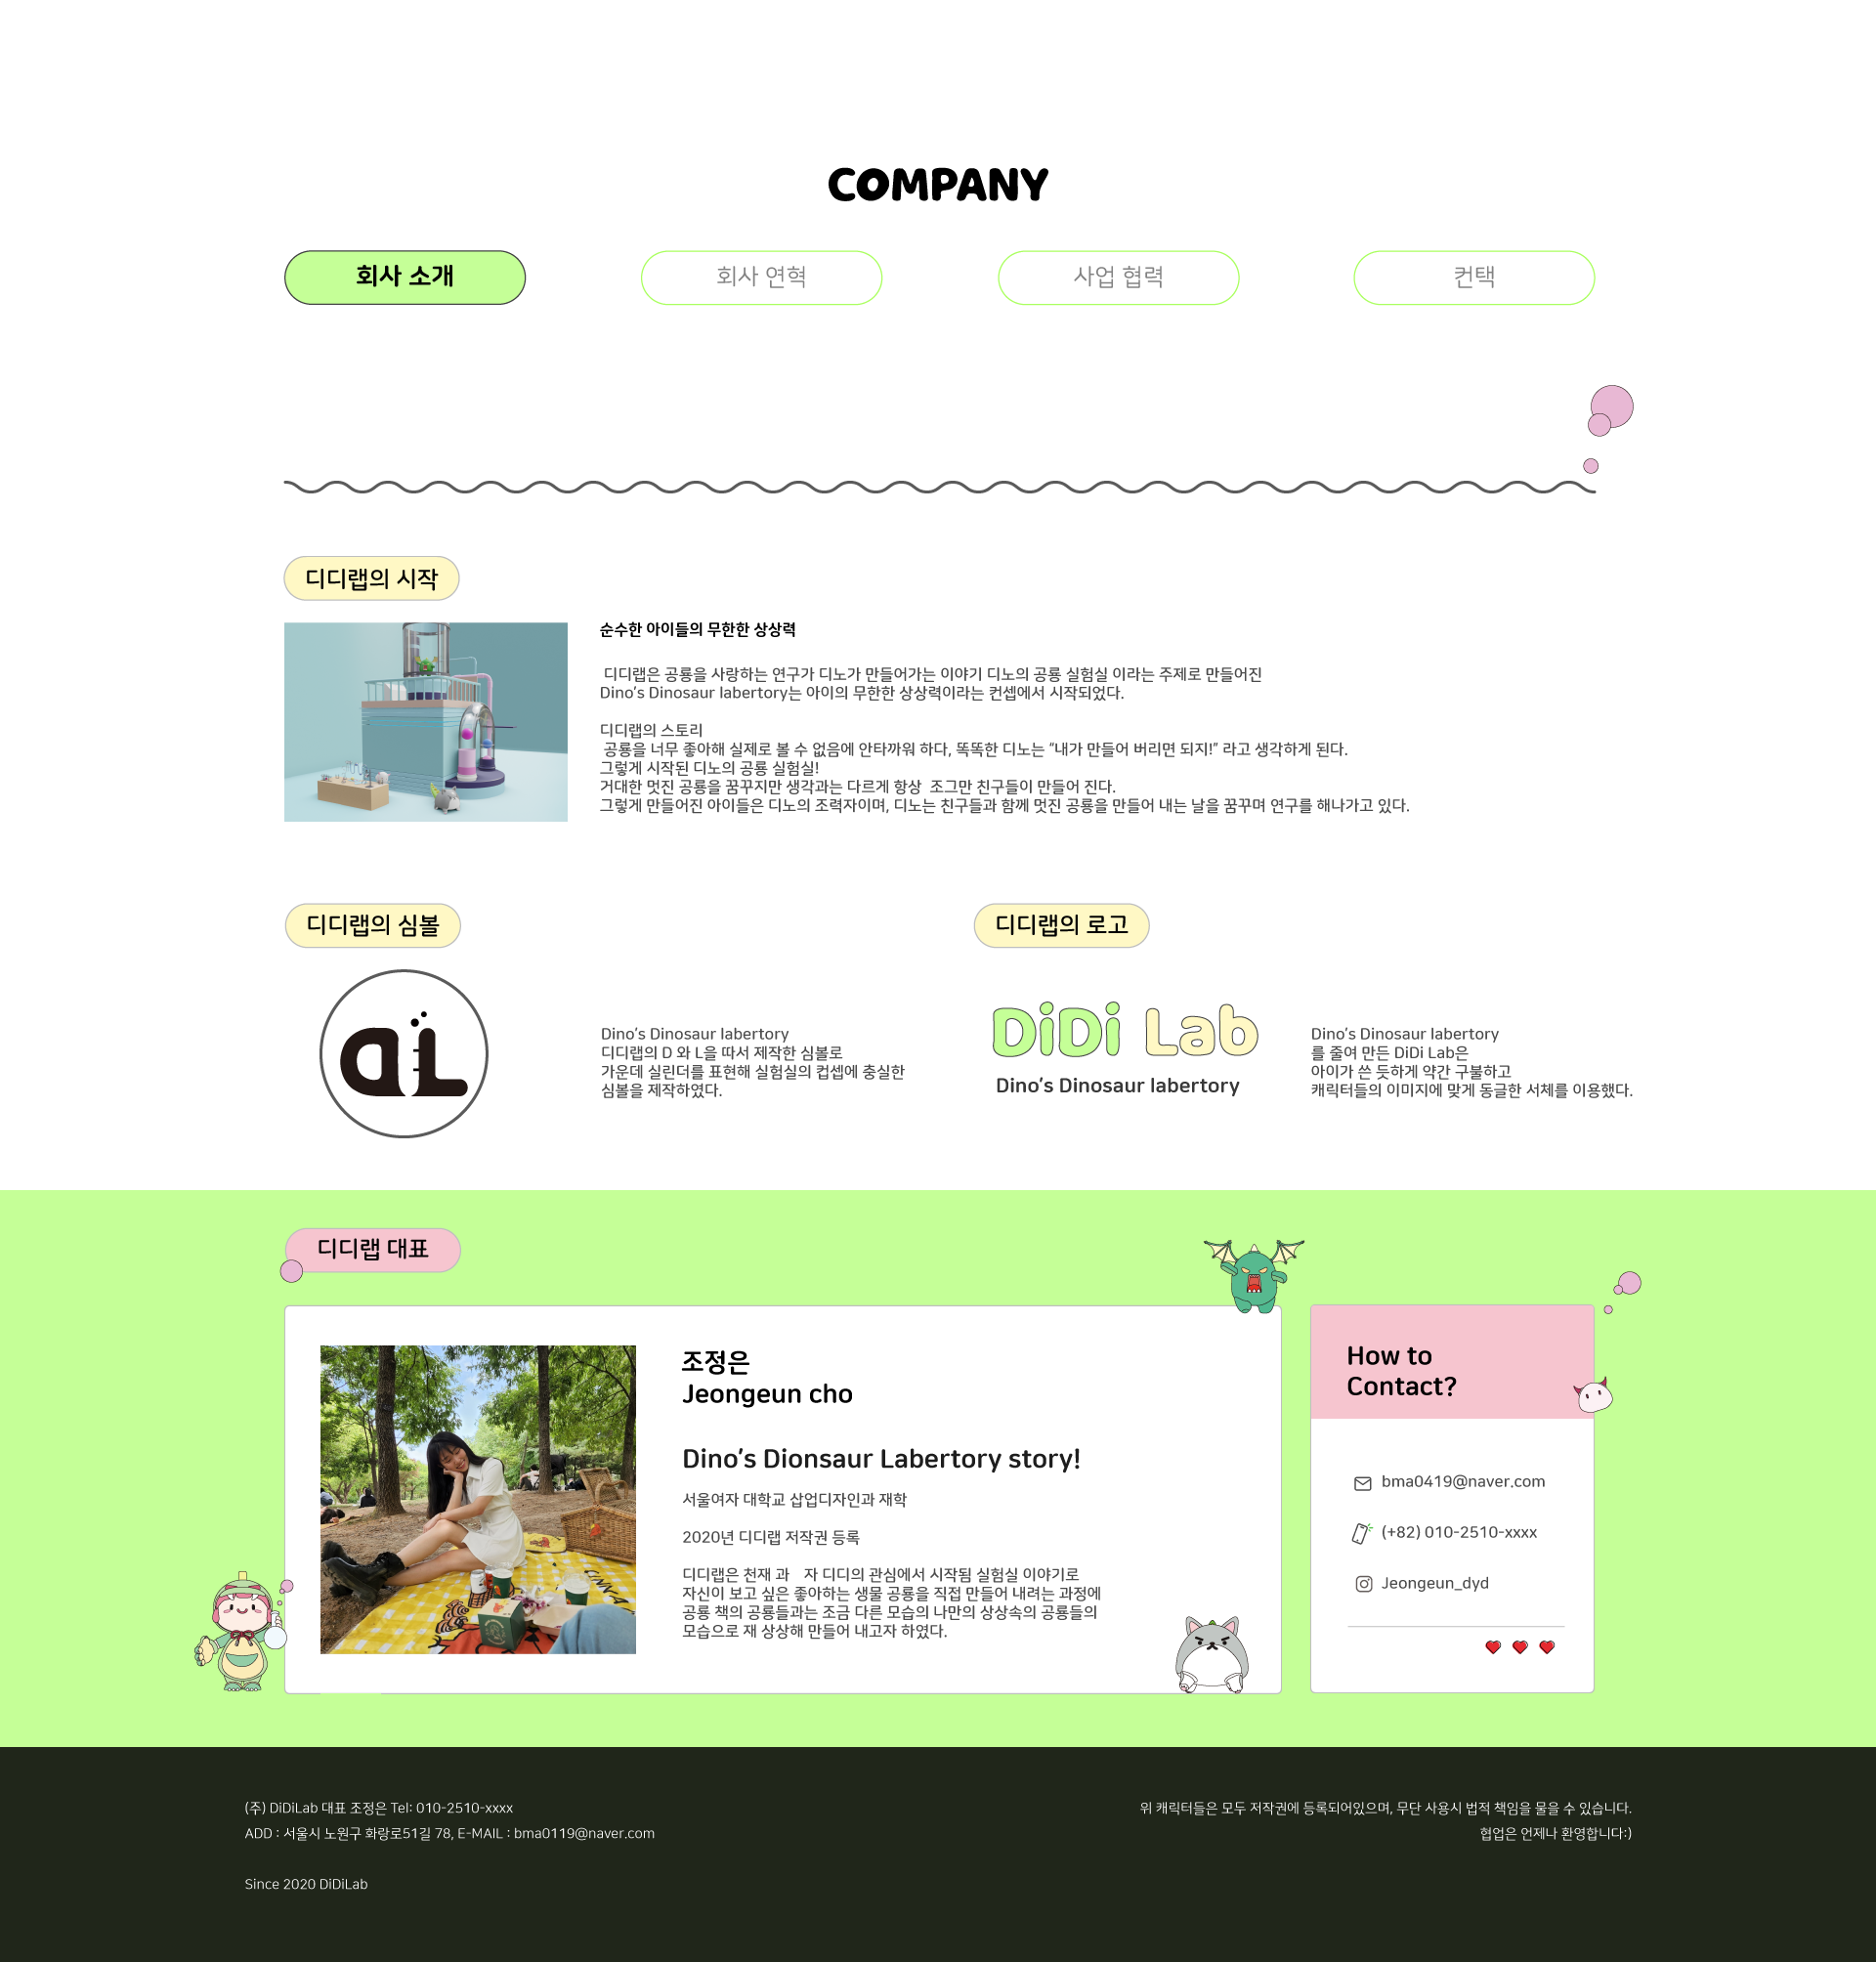 COMPANY
회사 소개
회사 연혁
사업 협력
컨택
디디랩의 시작
순수한 아이들의 무한한 상상력
디디랩은 공룡을 사랑하는 연구가 디노가 만들어가는 이야기 디노의 공룡 실험실 이라는 주제로 만들어진
Dino's Dinosaur labertory는 아이의 무한한 상상력이라는 컨셉에서 시작되었다.
디디랩의 스토리
공룡을 너무 좋아해 실제로 볼 수 없음에 안타까워 하다, 똑똑한 디노는 "내가 만들어 버리면 되지!" 라고 생각하게 된다.
그렇게 시작된 디노의 공룡 실험실!
거대한 멋진 공룡을 꿈꾸지만 생각과는 다르게 항상  조그만 친구들이 만들어 진다.
그렇게 만들어진 아이들은 디노의 조력자이며, 디노는 친구들과 함께 멋진 공룡을 만들어 내는 날을 꿈꾸며 연구를 해나가고 있다.
디디랩의 심볼
dL
Dino's Dinosaur labertory
디디랩의 D 와 L을 따서 제작한 심볼로
가운데 실린더를 표현해 실험실의 컵셉에 충실한
심볼을 제작하였다.
디디랩의 로고
DiDi Lab
Dino's Dinosaur labertory
Dino's Dinosaur labertory
를 줄여 만든 DiDi Lab은
아이가 쓴 듯하게 약간 구불하고
캐릭터들의 이미지에 맞게 동글한 서체를 이용했다.
디디랩 대표
조정은
Jeongeun cho
Dino's Dionsaur Labertory story!
서울여자 대학교 삽업디자인과 재학
2020년 디디랩 저작권 등록
디디랩은 천재 과    자 디디의 관심에서 시작됨 실험실 이야기로
자신이 보고 싶은 좋아하는 생물 공룡을 직접 만들어 내려는 과정에
공룡 책의 공룡들과는 조금 다른 모습의 나만의 상상속의 공룡들의
모습으로 재 상상해 만들어 내고자 하였다.
How to
Contact?
bma0419@naver.com
(+82) 010-2510-xxxx
Jeongeun_dyd
(주) DiDiLab 대표 조정은 Tel: 010-2510-xxxx
ADD : 서울시 노원구 화랑로51길 78, E-MAIL : bma0119@naver.com
Since 2020 DiDiLab
위 캐릭터들은 모두 저작권에 등록되어있으며, 무단 사용시 법적 책임을 물을 수 있습니다.
협업은 언제나 환영합니다:)